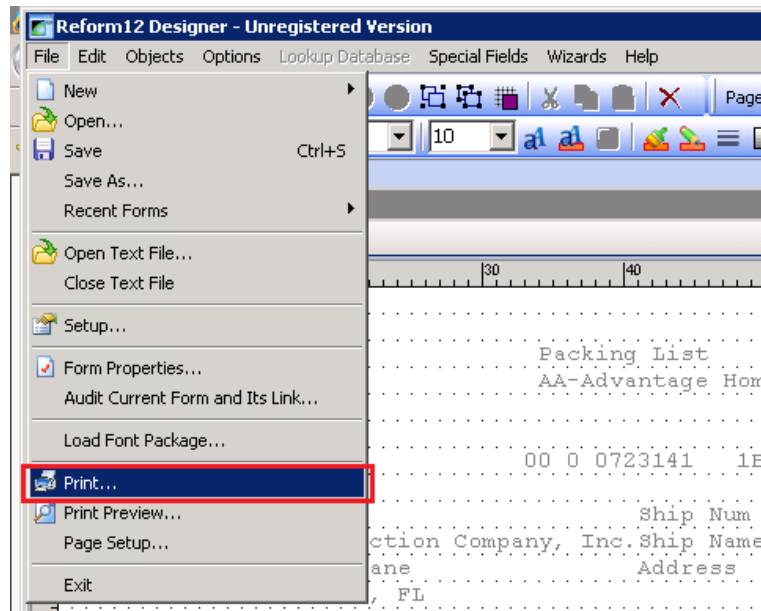 Reform12 Designer - Unregistered Version
File Edit Objects Options Lookup Database Special Fields Wizards Help
New
Page
Open...
Save Ctrl+S
10
Save As...
Recent Forms
Open Text File...
Close Text File
30 40
Setup...
Packing List
Form Properties...
AA-Advantage Hom
Audit Current Form and Its Link...
Load Font Package...
00 0 0723141 1E
Print...
Print Preview...
Ship Num
Page Setup...
ction Company, Inc. Ship Name
ane Address
Exit
, FL